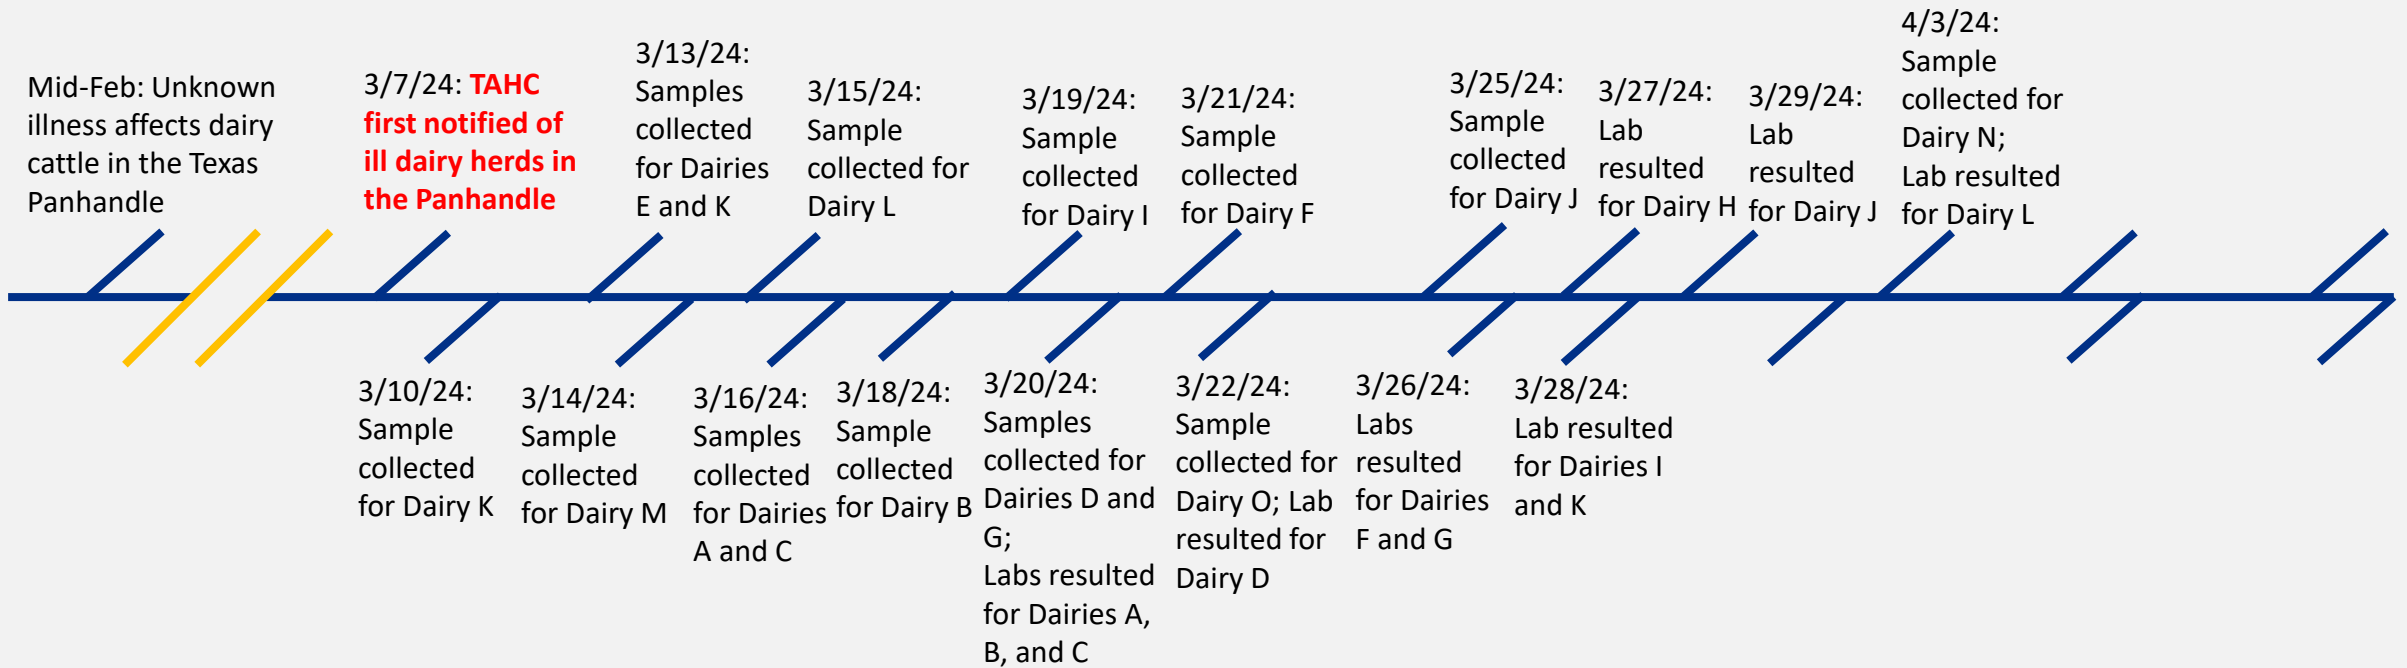 Mid-Feb: Unknown
illness affects dairy
cattle in the Texas
Panhandle
3/7/24: TAHC
first notified of
ill dairy herds in
the Panhandle
3/10/24:
Sample
collected
for Dairy K
3/13/24:
Samples
collected
for Dairies
E and K
3/14/24:
Sample
collected
for Dairy M
3/15/24:
Sample
collected for
Dairy L
3/16/24:
Samples
collected
for Dairies
A and C
3/18/24:
Sample
collected
for Dairy B
3/19/24:
Sample
collected
for Dairy I
3/20/24:
Samples
collected for
Dairies D and
G;
Labs resulted
for Dairies A,
B, and C
3/21/24:
Sample
collected
for Dairy F
3/22/24:
Sample
collected for
Dairy O; Lab
resulted for
Dairy D
3/25/24:
Sample
collected
for Dairy J
3/26/24:
Labs
resulted
for Dairies
F and G
3/27/24:
Lab
resulted
for Dairy H
3/28/24:
Lab resulted
for Dairies I
and K
3/29/24:
Lab
resulted
for Dairy J
4/3/24:
Sample
collected for
Dairy N;
Lab resulted
for Dairy L